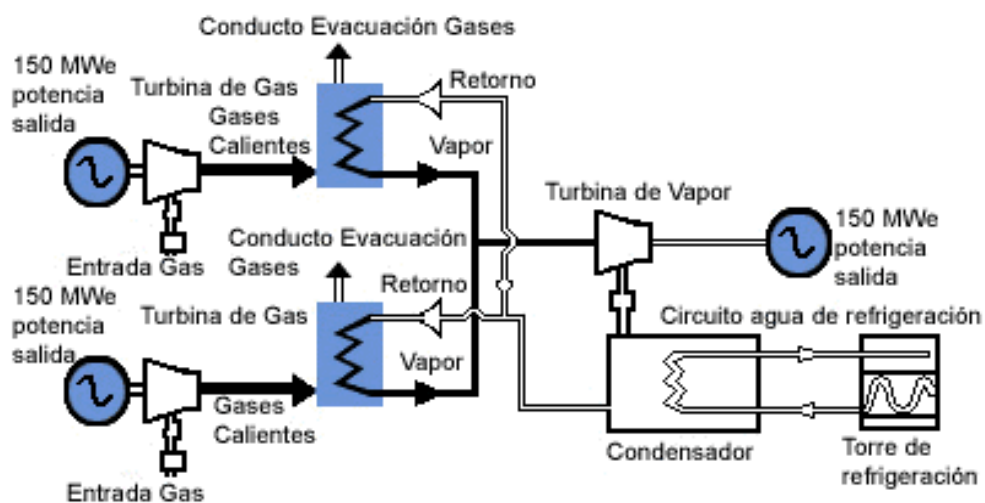 Conducto Evacuación Gases
150 MWe
potencia
salida
Turbina de Gas
Gases
Calientes
Retorno
Vapor
Entrada Gas
Turbina de Vapor
150 MWe
potencia
salida
Conducto Evacuación
Gases
150 MWe
potencia
salida
Turbina de Gas
Retorno
Vapor
Gases
Calientes
Entrada Gas
Circuito agua de refrigeración
Condensador
Torre de
refrigeración